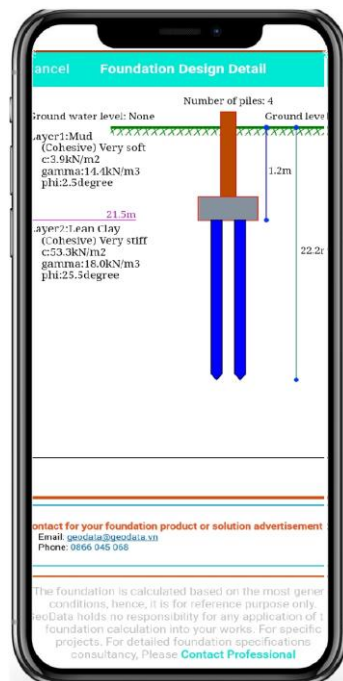 ancel Foundation Design Detail
Number of piles: 4
Ground water level: None Ground leve
ayer1:Mud
(Cohesive) Very soft
c:3.9kN/m2
gamma:14.4kN/m3
phi:2.5degree
1.2m
21.5m
ayer2:Lean Clay
(Cohesive) Very stiff
c:53.3kN/m2
gamma:18.0kN/m3
phi:25.5degree
22.2
ontact for your foundation product or solution advertisement
Email: geodata@geodata.vn
Phone: 0866 045 068
The foundation is calculated based on the most gener
conditions, hence, it is for reference purpose only.
GeoData holds no responsibility for any application of t
foundation calculation into your works. For specific
projects. For detailed foundation specifications
consultancy, Please Contact Professional